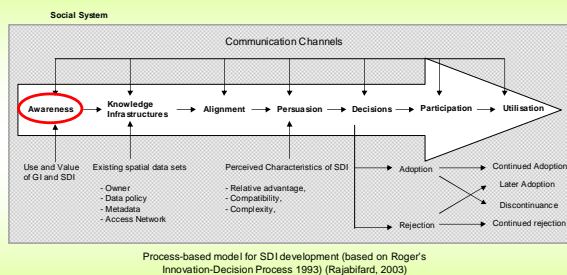 Social System
Communication Channels
Awareness
Knowledge
Infrastructures
Alignment
Persuasion
Decisions
Participation
Utilisation
Use and Value
of GI and SDI
Existing spatial data sets
- Owner
- Data policy
- Metadata
- Access Network
Perceived Characteristics of SDI
- Relative advantage,
- Compatibility,
- Complexity,
Adoption
Rejection
Continued Adoption
Later Adoption
Discontinuance
Continued rejection
Process-based model for SDI development (based on Roger's
Innovation-Decision Process 1993) (Rajabifard, 2003)